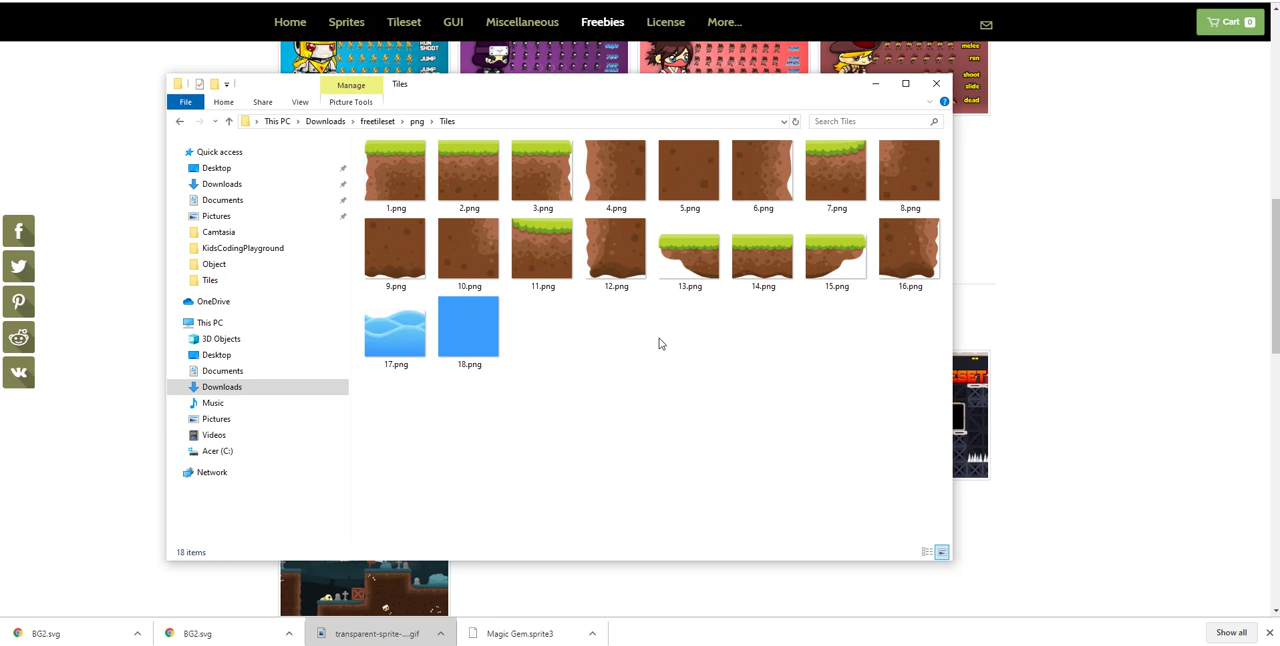 Home Sprites Tileset GUI Miscellaneous Freebies License More... Cart 0
RUN
SHOOT
JUMP
melee
run
shoot
slide
dead
Manage Tiles
File Home Share View Picture Tools
This PC Downloads freetileset png Tiles Search Tiles
Quick access
Desktop
Downloads
Documents
Pictures
Camtasia
KidsCodingPlayground
Object
Tiles
OneDrive
This PC
3D Objects
Desktop
Documents
Downloads
Music
Pictures
Videos
Acer (C:)
Network
1.png 2.png 3.png 4.png 5.png 6.png 7.png 8.png
9.png 10.png 11.png 12.png 13.png 14.png 15.png 16.png
17.png 18.png
18 items
BG2.svg BG2.svg transparent-sprite-....gif Magic Gem.sprite3 Show all